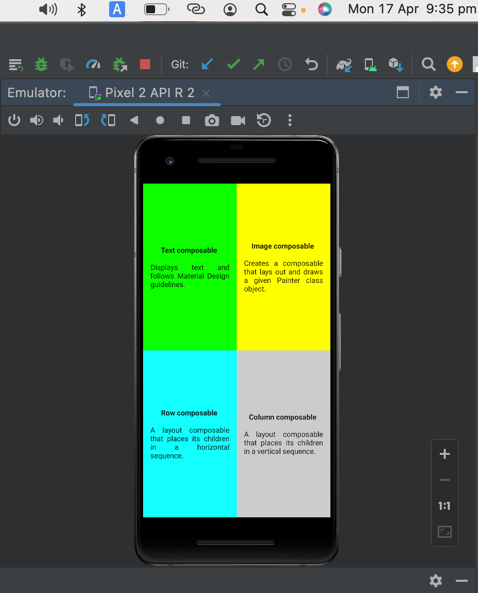 A
Mon 17 Apr 9:35 pm
Git:
Emulator: Pixel 2 API R 2
Text composable
Displays text and
follows Material Design
guidelines.
Image composable
Creates a composable
that lays out and draws
a given Painter class
object.
Row composable
A layout composable
that places its children
in a horizontal
sequence.
Column composable
A layout composable
that places its children
in a vertical sequence.
1:1